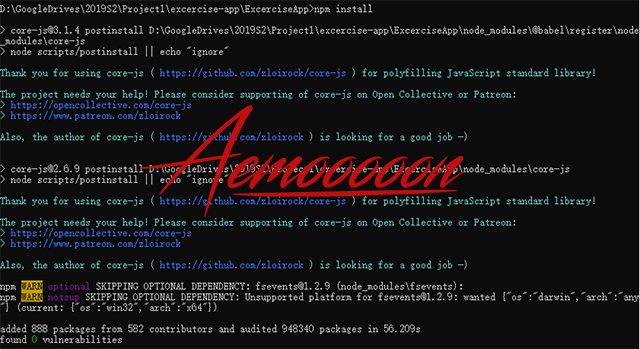 D:\GoogleDrives\2019S2\Project1\excercise-app\ExcerciseApp>npm install
> core-js@3.1.4 postinstall D:\GoogleDrives\2019S2\Project1\excercise-app\ExcerciseApp\node_modules\@babel\register\node
_modules\core-js
> node scripts/postinstall || echo "ignore"
Thank you for using core-js ( https://github.com/zloirock/core-js ) for polyfilling JavaScript standard library!
The project needs your help! Please consider supporting of core-js on Open Collective or Patreon:
> https://opencollective.com/core-js
> https://www.patreon.com/zloirock
Also, the author of core-js ( https://github.com/zloirock ) is looking for a good job -)
Aemoocoon
> core-js@2.6.9 postinstall D:\GoogleDrives\2019S2\Project1\excercise-app\ExcerciseApp\node_modules\core-js
> node scripts/postinstall || echo "ignore"
Thank you for using core-js ( https://github.com/zloirock/core-js ) for polyfilling JavaScript standard library!
The project needs your help! Please consider supporting of core-js on Open Collective or Patreon:
> https://opencollective.com/core-js
> https://www.patreon.com/zloirock
Also, the author of core-js ( https://github.com/zloirock ) is looking for a good job -)
npm WARN optional SKIPPING OPTIONAL DEPENDENCY: fsevents@1.2.9 (node_modules\fsevents):
npm WARN notsup SKIPPING OPTIONAL DEPENDENCY: Unsupported platform for fsevents@1.2.9: wanted {"os":"darwin","arch":"any
"} (current: {"os":"win32","arch":"x64"})
added 888 packages from 582 contributors and audited 948340 packages in 56.209s
found 0 vulnerabilities